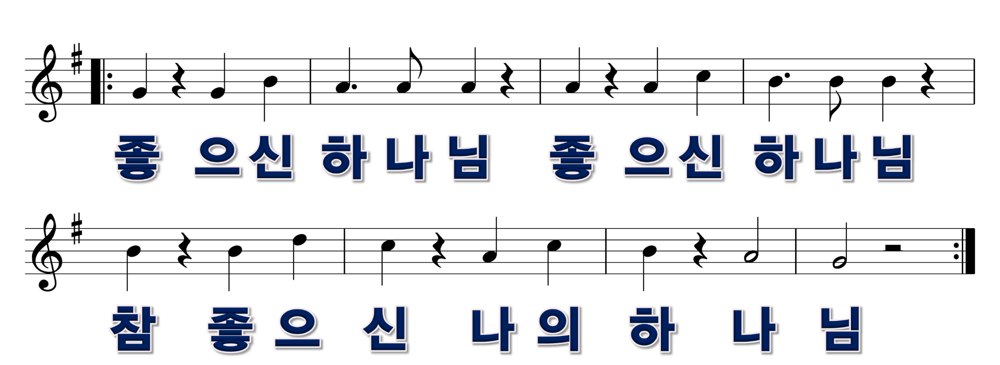 좋 으신 하 나 님 좋 으신 하 나 님
참 좋 으 신 나 의 하 나 님